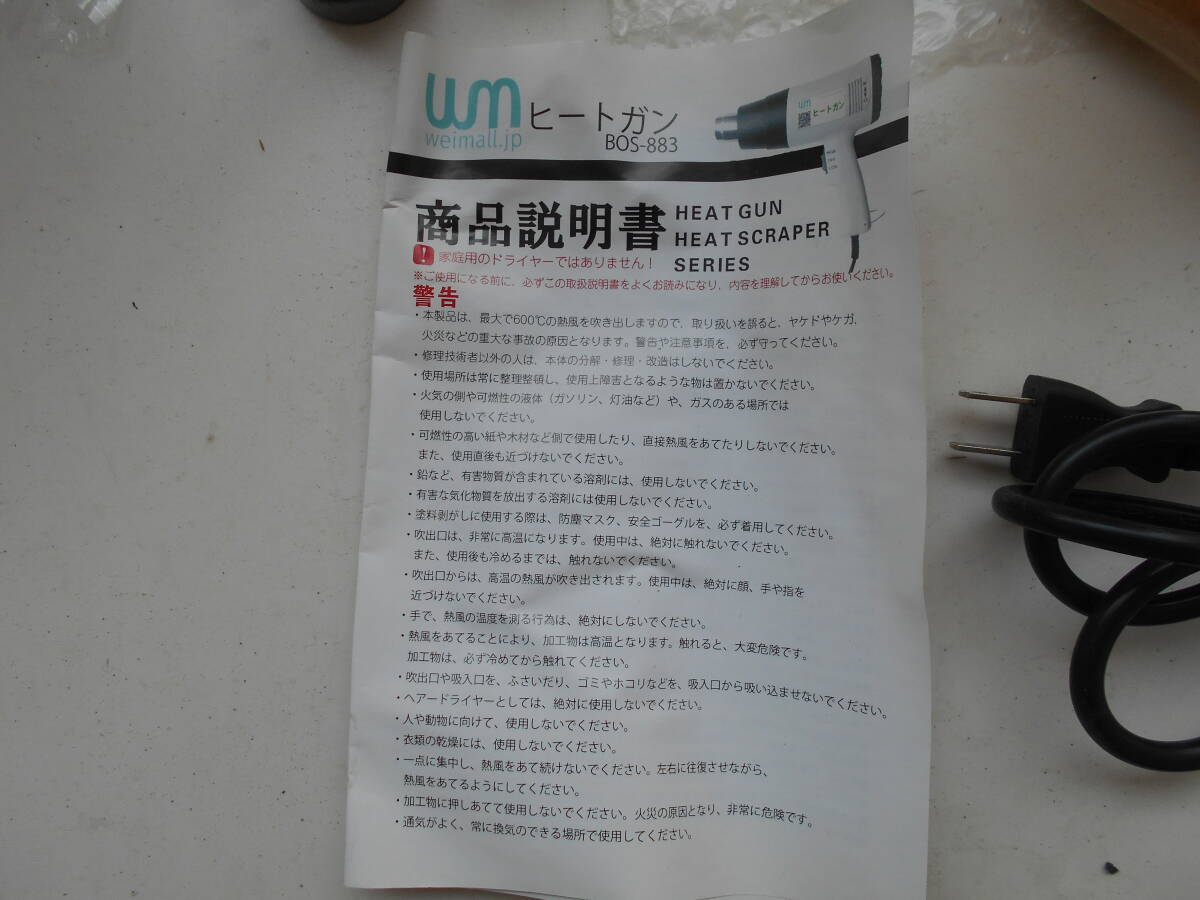 wm
weimall.jp
ヒートガン
BOS-883
wm
ヒートガン
商品説明書
HEAT GUN
HEAT SCRAPER
SERIES
! 家庭用のドライヤーではありません!
※ご使用になる前に、必ずこの取扱説明書をよくお読みになり、内容を理解してからお使いください。
警告
・本製品は、最大で600℃の熱風を吹き出しますので、取り扱いを誤ると、ヤケドやケガ、
火災などの重大な事故の原因となります。警告や注意事項を、必ず守ってください。
・修理技術者以外の人は、本体の分解・修理・改造はしないでください。
・使用場所は常に整理整頓し、使用上障害となるような物は置かないでください。
・火気の側や可燃性の液体（ガソリン、灯油など）や、ガスのある場所では
使用しないでください。
・可燃性の高い紙や木材など側で使用したり、直接熱風をあてたりしないでください。
また、使用直後も近づけないでください。
・鉛など、有害物質が含まれている溶剤には、使用しないでください。
・有害な気化物質を放出する溶剤には使用しないでください。
・塗料剥がしに使用する際は、防塵マスク、安全ゴーグルを、必ず着用してください。
・吹出口は、非常に高温になります。使用中は、絶対に触れないでください。
また、使用後も冷めるまでは、触れないでください。
・吹出口からは、高温の熱風が吹き出されます。使用中は、絶対に顔、手や指を
近づけないでください。
・手で、熱風の温度を測る行為は、絶対にしないでください。
・熱風をあてることにより、加工物は高温となります。触れると、大変危険です。
加工物は、必ず冷めてから触れてください。
・吹出口や吸入口を、ふさいだり、ゴミやホコリなどを、吸入口から吸い込ませないでください。
・ヘアードライヤーとしては、絶対に使用しないでください。
・人や動物に向けて、使用しないでください。
・衣類の乾燥には、使用しないでください。
・一点に集中し、熱風をあて続けないでください。左右に往復させながら、
熱風をあてるようにしてください。
・加工物に押しあてて使用しないでください。火災の原因となり、非常に危険です。
・通気がよく、常に換気のできる場所で使用してください。